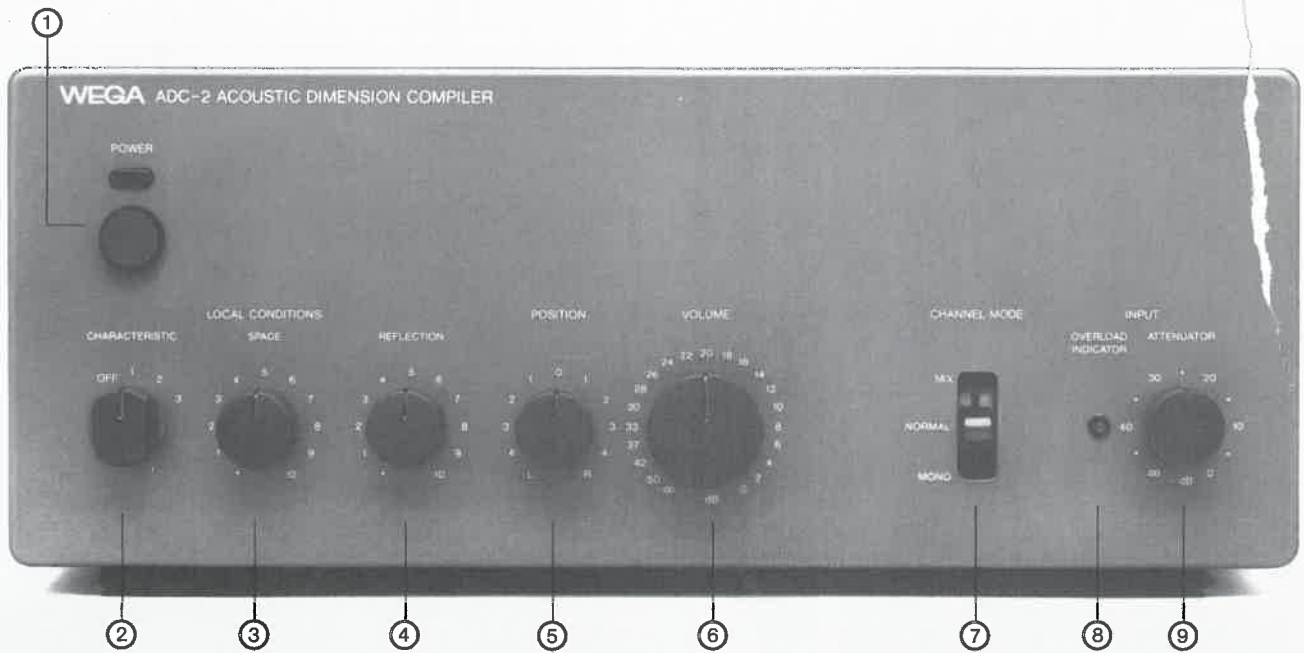 ①
WEGA ADC-2 ACOUSTIC DIMENSION COMPILER
POWER
LOCAL CONDITIONS
POSITION
VOLUME
CHANNEL MODE
INPUT
CHARACTERISTIC
SPACE
REFLECTION
OVERLOAD INDICATOR
ATTENUATOR
OFF 1 2 3
1 2 3 4 5 6 7 8 9 10
1 2 3 4 5 6 7 8 9 10
L 4 3 2 1 0 1 2 3 4 R
∞ 50 42 37 33 30 28 26 24 22 20 18 16 14 12 10 8 6 4 2 0 dB
MIX
NORMAL
MONO
∞ 40 30 20 10 0 dB
② ③ ④ ⑤ ⑥ ⑦ ⑧ ⑨